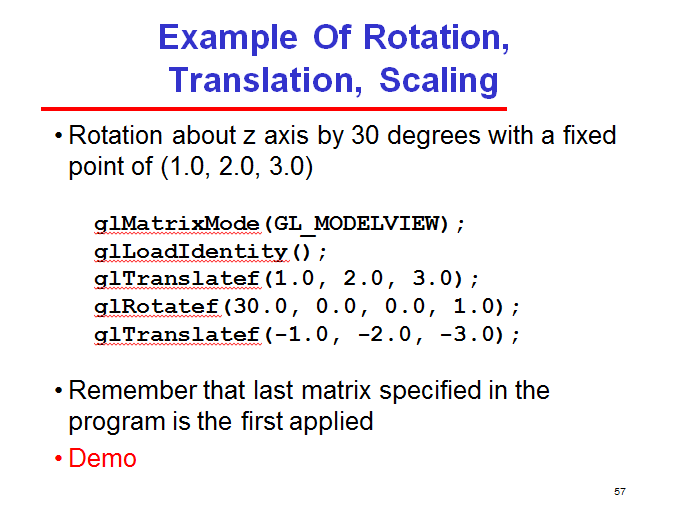 Example Of Rotation,
Translation, Scaling
• Rotation about z axis by 30 degrees with a fixed
point of (1.0, 2.0, 3.0)
glMatrixMode(GL_MODELVIEW);
glLoadIdentity();
glTranslatef(1.0, 2.0, 3.0);
glRotatef(30.0, 0.0, 0.0, 1.0);
glTranslatef(-1.0, -2.0, -3.0);
• Remember that last matrix specified in the
program is the first applied
• Demo
57